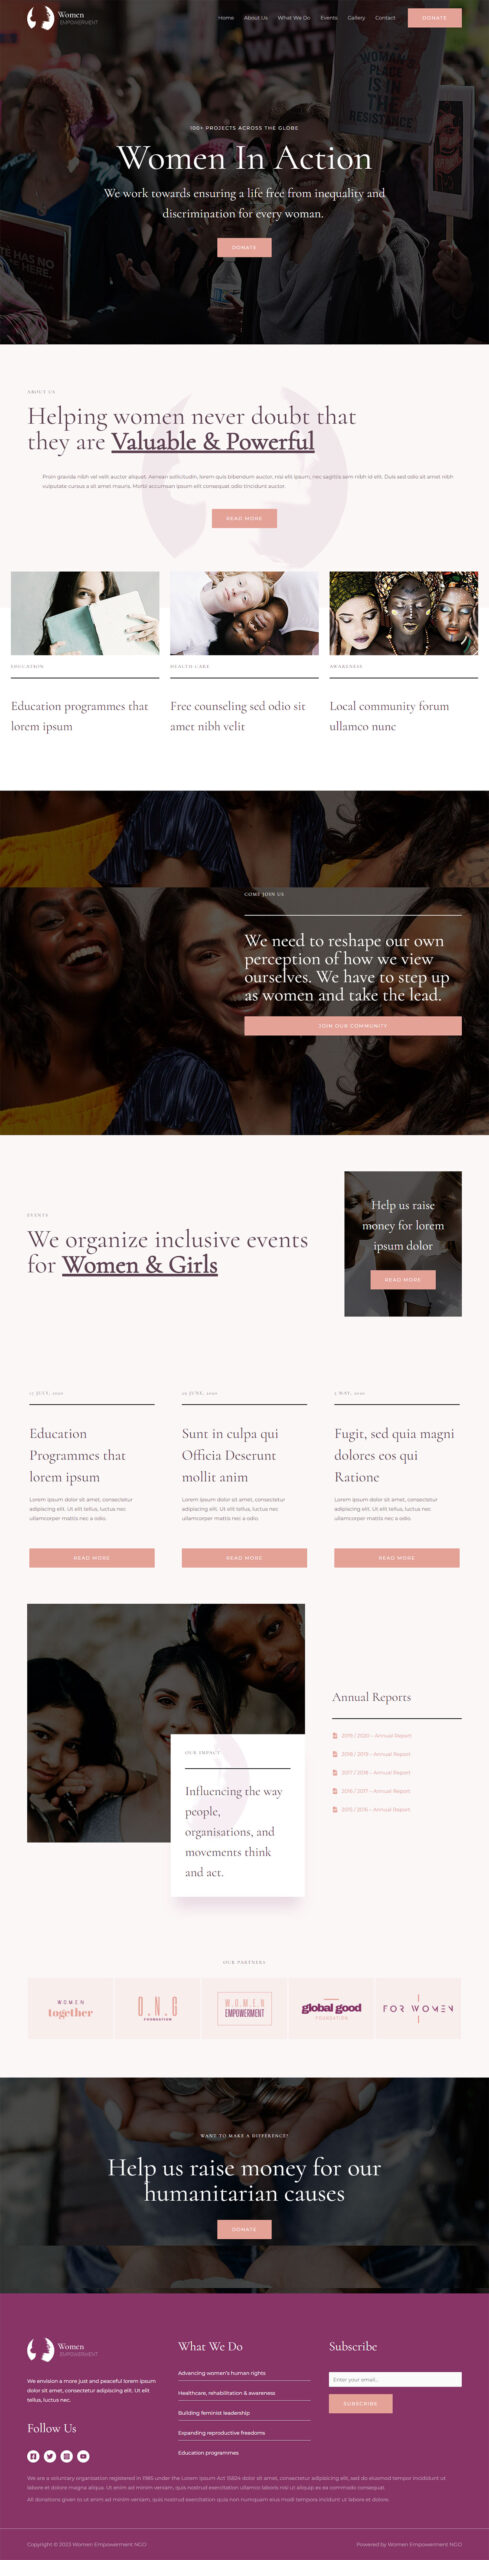 Women
EMPOWERMENT
Home About Us What We Do Events Gallery Contact DONATE
WOMAN'S
PLACE
IS
THE
RESISTANCE
100+ PROJECTS ACROSS THE GLOBE
Women In Action
We work towards ensuring a life free from inequality and
discrimination for every woman.
DONATE
HATE HAS
NO
HERE.
ABOUT US
Helping women never doubt that
they are Valuable & Powerful
Proin gravida nibh vel velit auctor aliquet. Aenean sollicitudin, lorem quis bibendum auctor, nisi elit ipsum, nec sagittis sem nibh id elit. Duis sed odio sit amet nibh
vulputate cursus a sit amet mauris. Morbi accumsan ipsum elit consequat odio tincidunt auctor.
READ MORE
EDUCATION
Education programmes that
lorem ipsum
HEALTH CARE
Free counseling sed odio sit
amet nibh velit
AWARENESS
Local community forum
ullamco nunc
COME JOIN US
We need to reshape our own
perception of how we view
ourselves. We have to step up
as women and take the lead.
JOIN OUR COMMUNITY
EVENTS
We organize inclusive events
for Women & Girls
Help us raise
money for lorem
ipsum dolor
READ MORE
17 JULY, 2020
Education
Programmes that
lorem ipsum
Lorem ipsum dolor sit amet, consectetur
adipiscing elit. Ut elit tellus, luctus nec
ullamcorper mattis nec a odio.
READ MORE
JUNE, 2020
Sunt in culpa qui
Officia Deserunt
mollit anim
Lorem ipsum dolor sit amet, consectetur
adipiscing elit. Ut elit tellus, luctus nec
ullamcorper mattis nec a odio.
READ MORE
2 MAY, 2020
Fugit, sed quia magni
dolores eos qui
Ratione
Lorem ipsum dolor sit amet, consectetur
adipiscing elit. Ut elit tellus, luctus nec
ullamcorper mattis nec a odio.
READ MORE
OUR IMPACT
Influencing the way
people,
organisations, and
movements think
and act.
Annual Reports
2019 / 2020 – Annual Report
2018 / 2019 – Annual Report
2017 / 2018 – Annual Report
2016 / 2017 – Annual Report
2015 / 2016 – Annual Report
OUR PARTNERS
WOMEN
together
O.N.G
FOUNDATION
WOMEN
EMPOWERMENT
global good
FOUNDATION
FOR WOMEN
WANT TO MAKE A DIFFERENCE?
Help us raise money for our
humanitarian causes
DONATE
Women
EMPOWERMENT
We envision a more just and peaceful lorem ipsum
dolor sit amet, consectetur adipiscing elit. Ut elit
tellus, luctus nec.
Follow Us
What We Do
Advancing women's human rights
Healthcare, rehabilitation & awareness
Building feminist leadership
Expanding reproductive freedoms
Education programmes
Subscribe
Enter your email...
SUBSCRIBE
We are a voluntary organisation registered in 1965 under the Lorem Ipsum Act 15824 dolor sit amet, consectetur adipisicing elit, sed do eiusmod tempor incididunt ut
labore et dolore magna aliqua. Ut enim ad minim veniam, quis nostrud exercitation ullamco laboris nisi ut aliquip ex ea commodo consequat.
All donations given to ut enim ad minim veniam, quis nostrud exercitation quia non numquam eius modi tempora incidunt ut labore et dolore.
Copyright © 2023 Women Empowerment NGO
Powered by Women Empowerment NGO